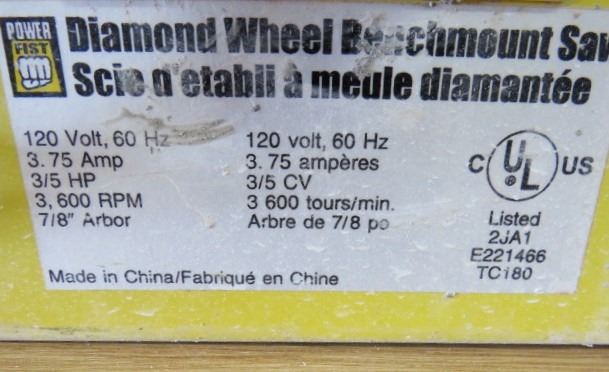 POWER FIST
Diamond Wheel Benchmount Saw
Scie d'etabli à meule diamantée
120 Volt, 60 Hz
3. 75 Amp
3/5 HP
3, 600 RPM
7/8" Arbor
120 volt, 60 Hz
3. 75 ampères
3/5 CV
3 600 tours/min.
Arbre de 7/8 po
C UL US
®
Listed
2JA1
E221466
TC180
Made in China/Fabriqué en Chine